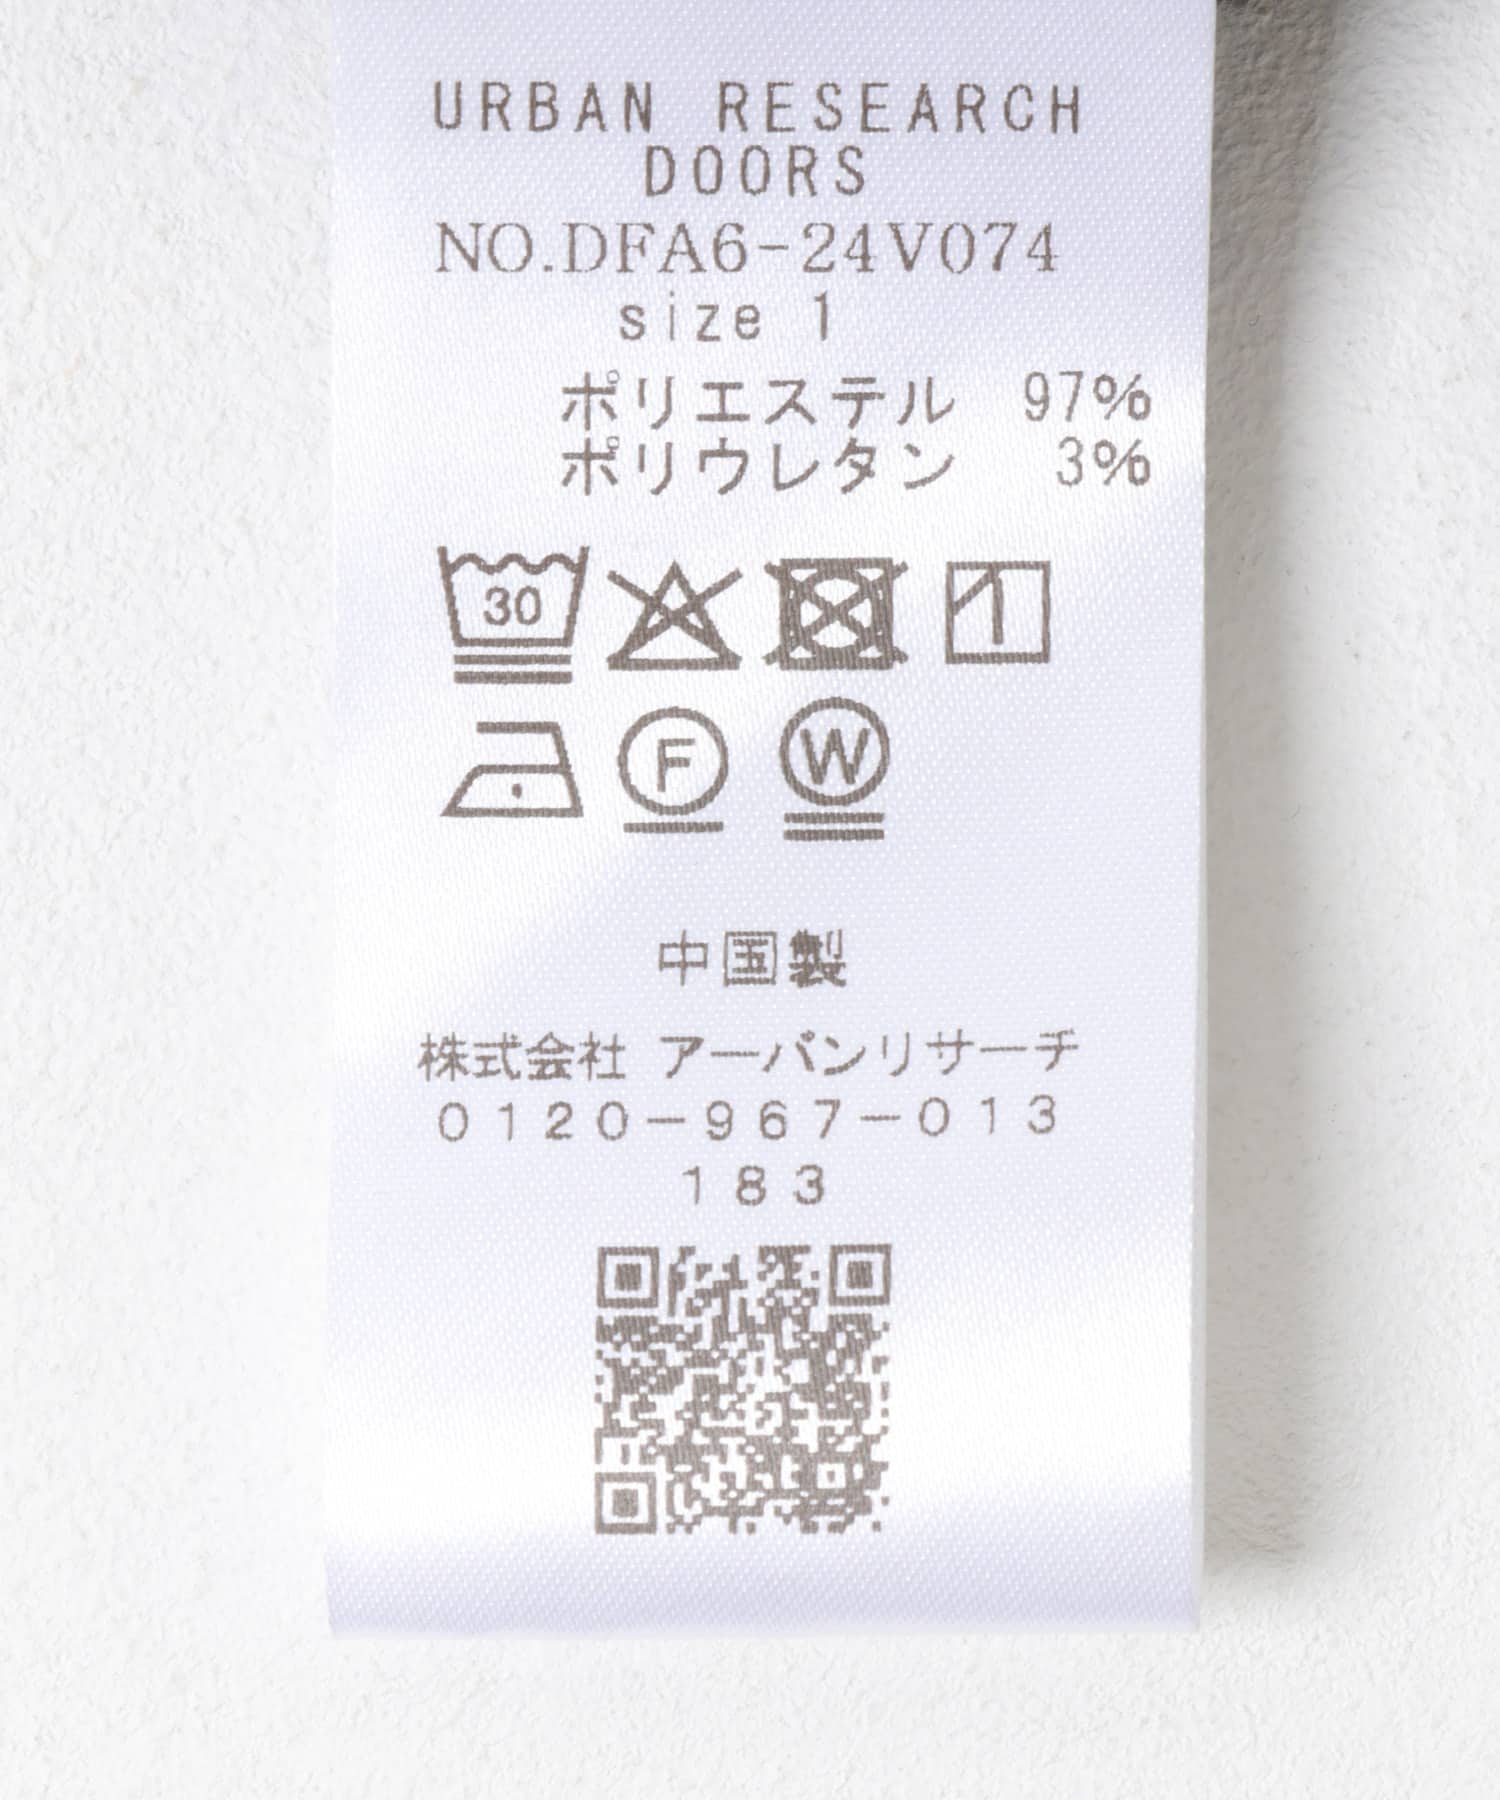 URBAN RESEARCH
DOORS
NO.DFA6-24V074
size 1
ポリエステル 97%
ポリウレタン 3%
30
F
W
中国製
株式会社 アーバンリサーチ
0120-967-013
183